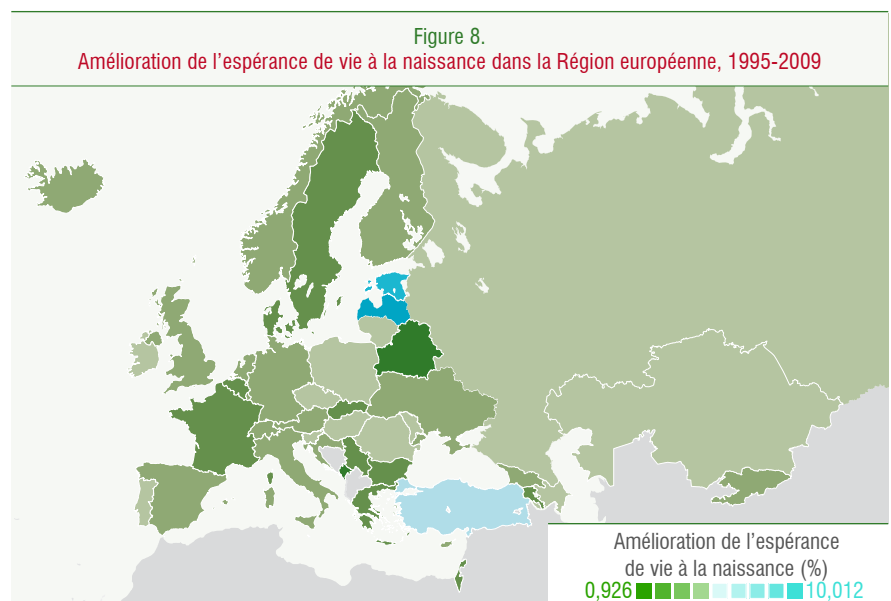 Figure 8.
Amélioration de l’espérance de vie à la naissance dans la Région européenne, 1995-2009
Amélioration de l’espérance
de vie à la naissance (%)
0,926 10,012